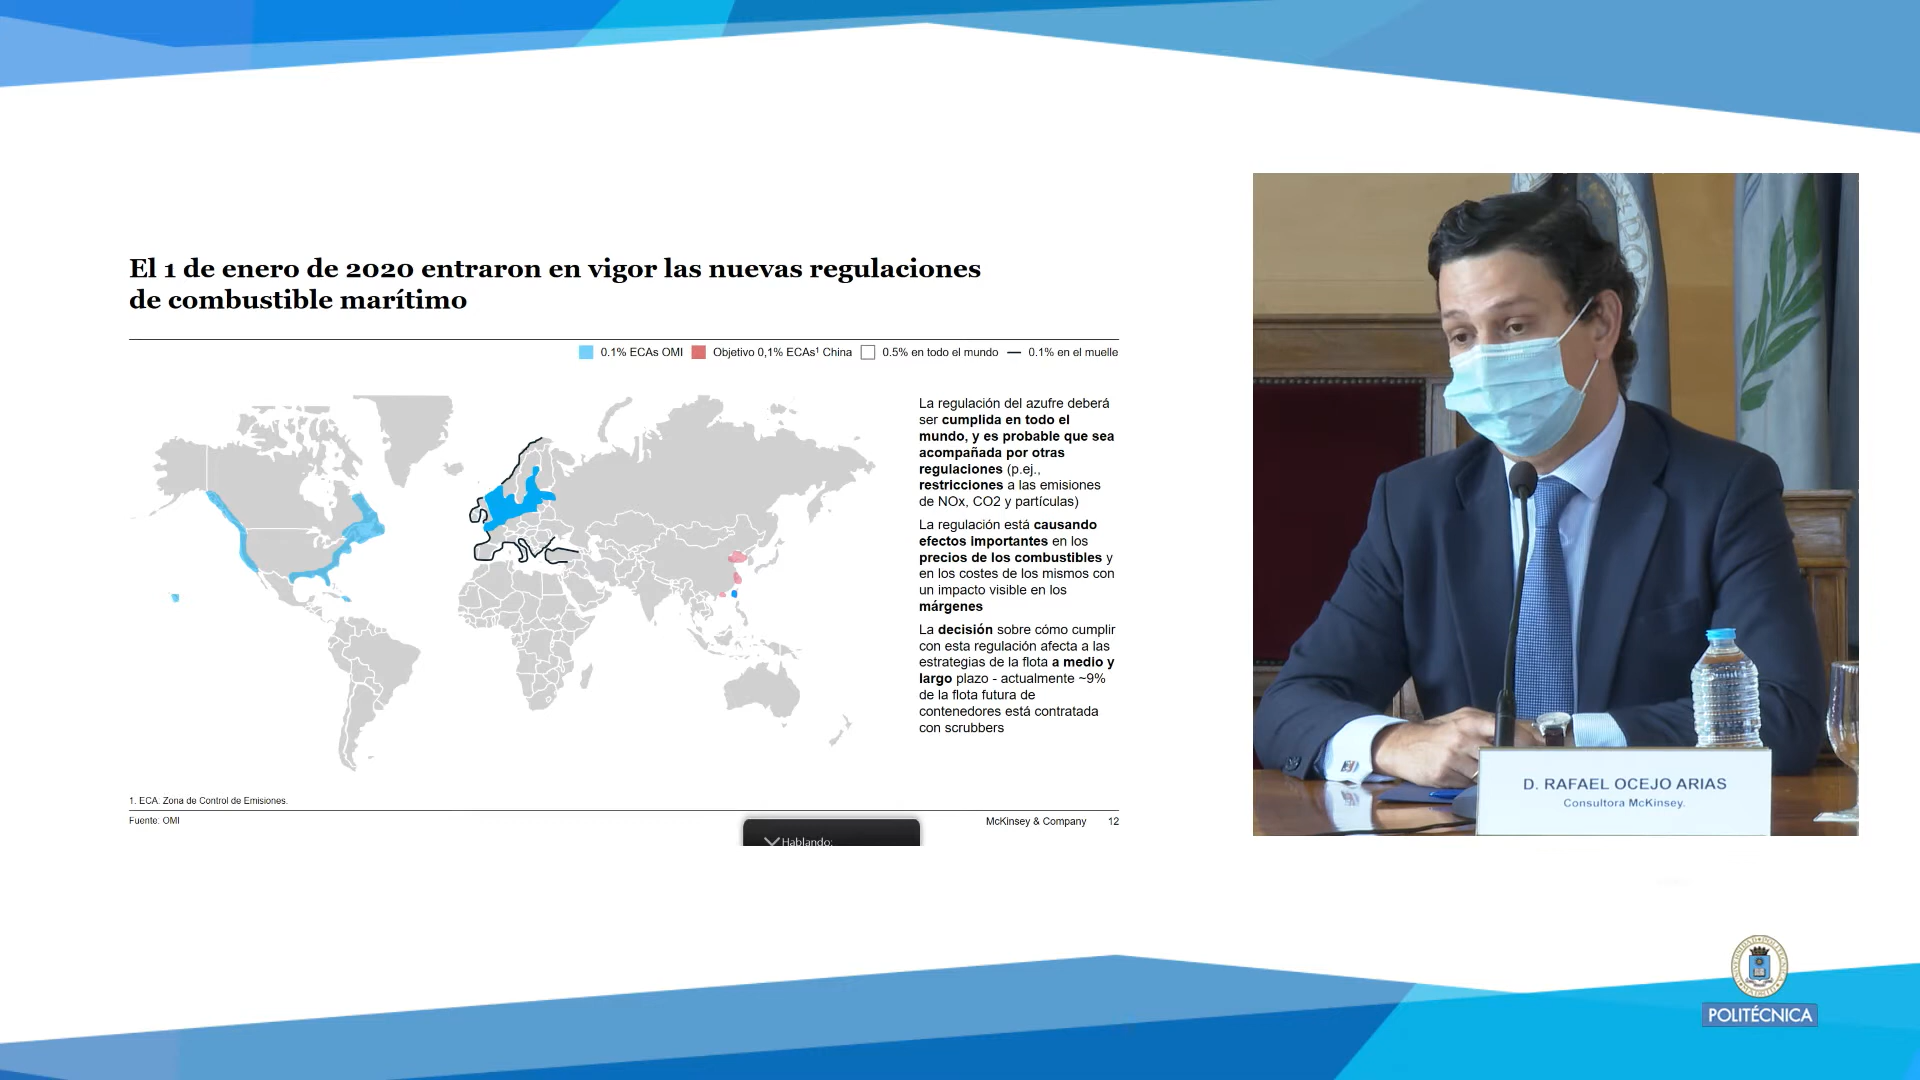 El 1 de enero de 2020 entraron en vigor las nuevas regulaciones
de combustible marítimo
0.1% ECAs OMI
Objetivo 0,1% ECAs¹ China
0.5% en todo el mundo
0.1% en el muelle
La regulación del azufre deberá
ser cumplida en todo el
mundo, y es probable que sea
acompañada por otras
regulaciones (p.ej.,
restricciones a las emisiones
de NOx, CO2 y partículas)
La regulación está causando
efectos importantes en los
precios de los combustibles y
en los costes de los mismos con
un impacto visible en los
márgenes
La decisión sobre cómo cumplir
con esta regulación afecta a las
estrategias de la flota a medio y
largo plazo - actualmente ~9%
de la flota futura de
contenedores está contratada
con scrubbers
1. ECA: Zona de Control de Emisiones.
Fuente: OMI
McKinsey & Company 12
Hablando:
D. RAFAEL OCEJO ARIAS
Consultora McKinsey.
POLITÉCNICA